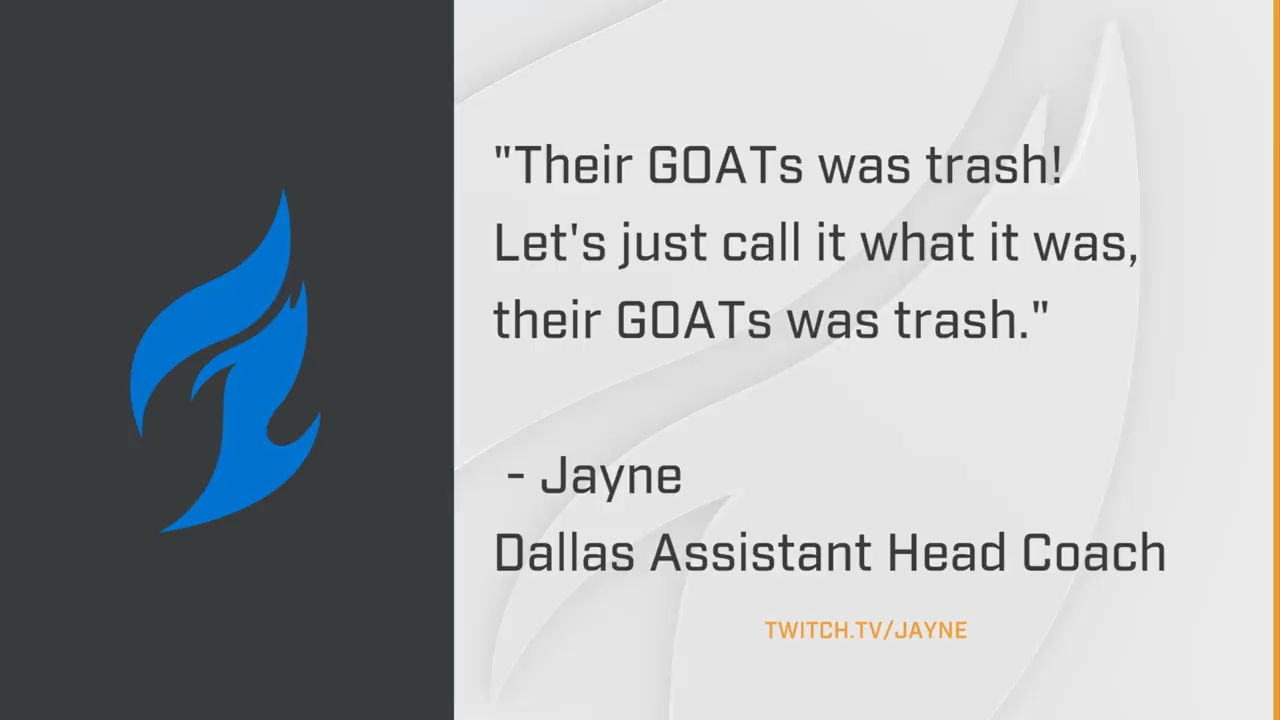 "Their GOATs was trash!
Let's just call it what it was,
their GOATs was trash."
- Jayne
Dallas Assistant Head Coach
TWITCH.TV/JAYNE